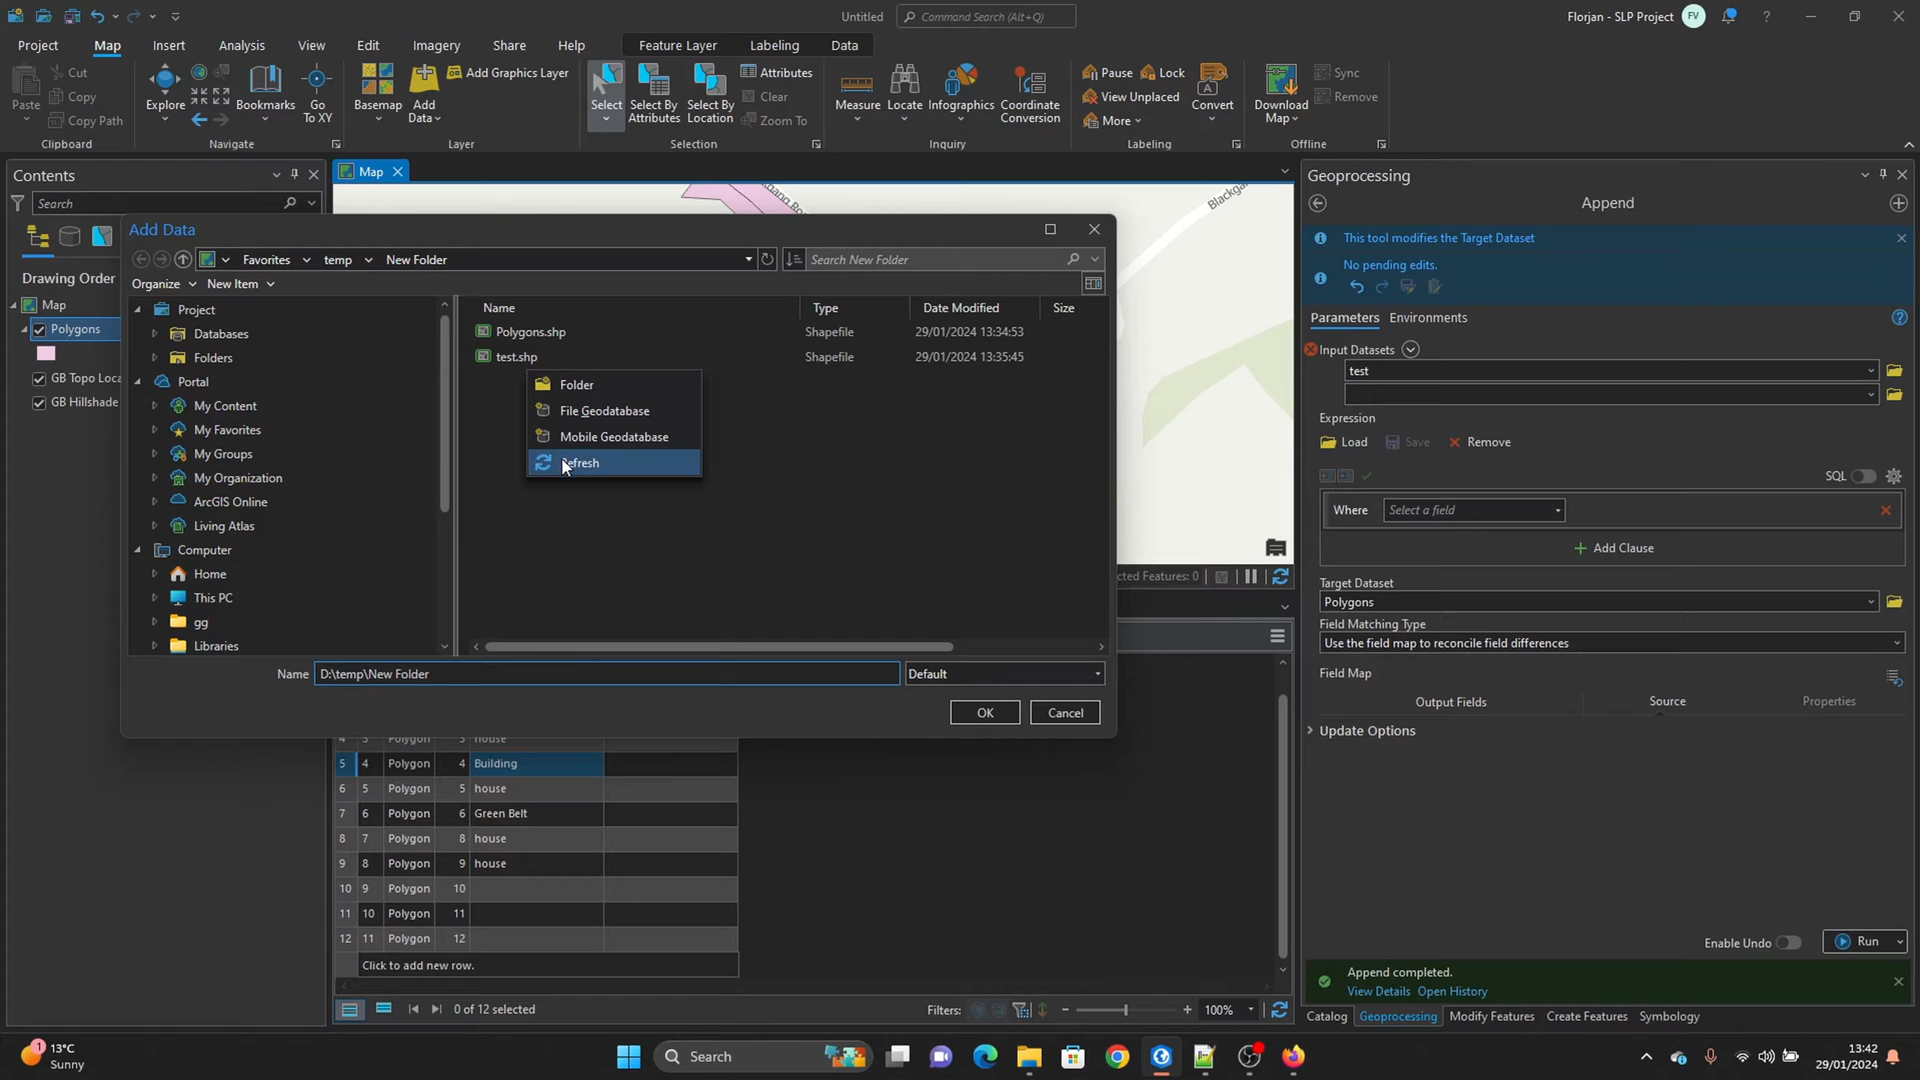 Untitled
Command Search (Alt+Q)
Florjan - SLP Project
FV
?
Project
Map
Insert
Analysis
View
Edit
Imagery
Share
Help
Feature Layer
Labeling
Data
Paste
Cut
Copy
Copy Path
Clipboard
Explore
Bookmarks
Go To XY
Navigate
Basemap
Add Data
Add Graphics Layer
Layer
Select
Select By Attributes
Select By Location
Attributes
Clear
Zoom To
Selection
Measure
Locate
Infographics
Coordinate Conversion
Inquiry
Pause
Lock
View Unplaced
More
Convert
Labeling
Download Map
Sync
Remove
Offline
Contents
Search
Drawing Order
Map
Polygons
GB Topo Loca
GB Hillshade
Map
Add Data
Favorites
temp
New Folder
Search New Folder
Organize
New Item
Project
Databases
Folders
Portal
My Content
My Favorites
My Groups
My Organization
ArcGIS Online
Living Atlas
Computer
Home
This PC
gg
Libraries
Name Type Date Modified Size
Polygons.shp Shapefile 29/01/2024 13:34:53
test.shp Shapefile 29/01/2024 13:35:45
Folder
File Geodatabase
Mobile Geodatabase
efresh
Name D:\temp\New Folder
Default
OK
Cancel
cted Features: 0
5 4 Polygon 4 Building
6 5 Polygon 5 house
7 6 Polygon 6 Green Belt
8 7 Polygon 8 house
9 8 Polygon 9 house
10 9 Polygon 10
11 10 Polygon 11
12 11 Polygon 12
Click to add new row.
0 of 12 selected
Filters:
100%
Geoprocessing
Append
This tool modifies the Target Dataset
No pending edits.
Parameters Environments
Input Datasets
test
Expression
Load
Save
Remove
SQL
Where
Select a field
Add Clause
Target Dataset
Polygons
Field Matching Type
Use the field map to reconcile field differences
Field Map
Output Fields
Source
Properties
Update Options
Enable Undo
Run
Append completed.
View Details Open History
Catalog
Geoprocessing
Modify Features
Create Features
Symbology
1
13°C
Sunny
Search
13:42
29/01/2024